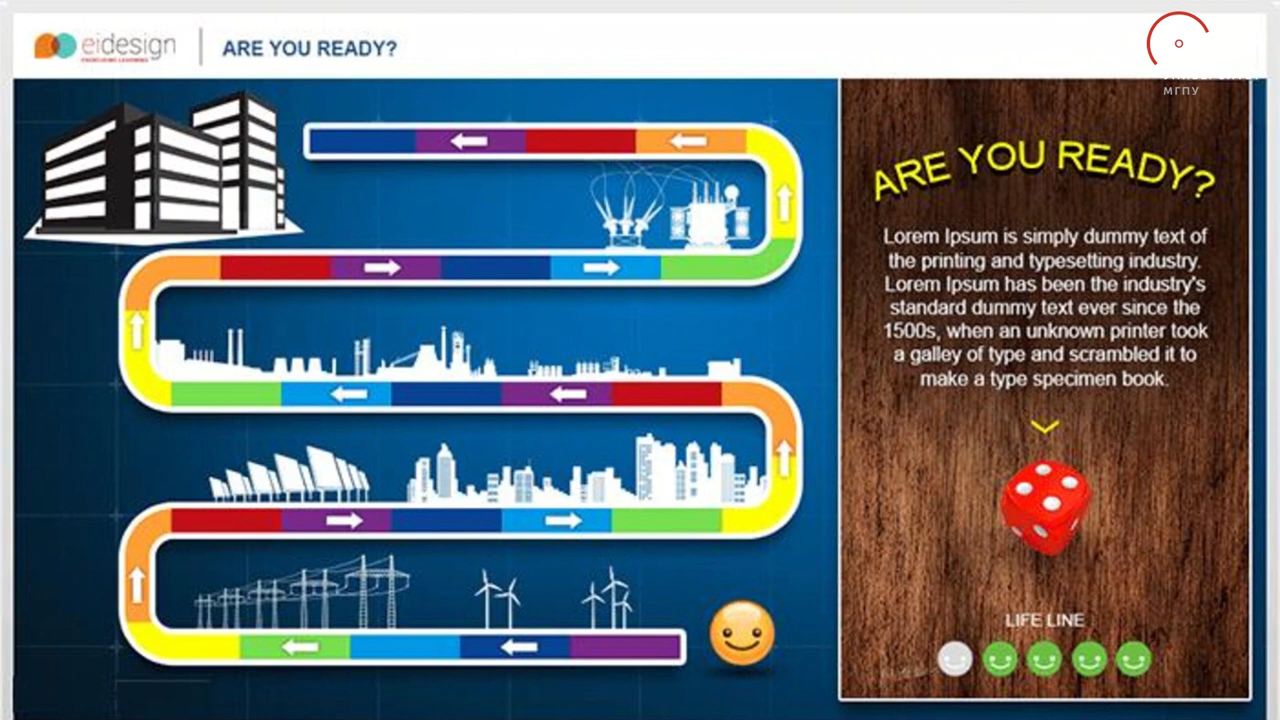 eidesign
ARE YOU READY?
МГПУ
ARE YOU READY?
Lorem Ipsum is simply dummy text of
the printing and typesetting industry.
Lorem Ipsum has been the industry's
standard dummy text ever since the
1500s, when an unknown printer took
a galley of type and scrambled it to
make a type specimen book.
LIFE LINE